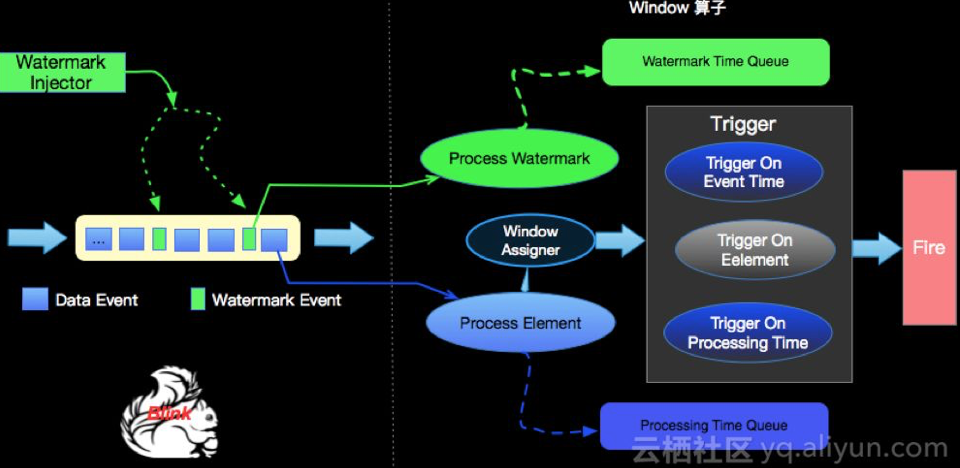 Window 算子
Watermark
Injector
Watermark Time Queue
Trigger
Process Watermark
Trigger On
Event Time
...
Window
Assigner
Trigger On
Eelement
Fire
Data Event
Watermark Event
Process Element
Trigger On
Processing Time
Blink
Processing Time Queue
云栖社区 yq.aliyun.com